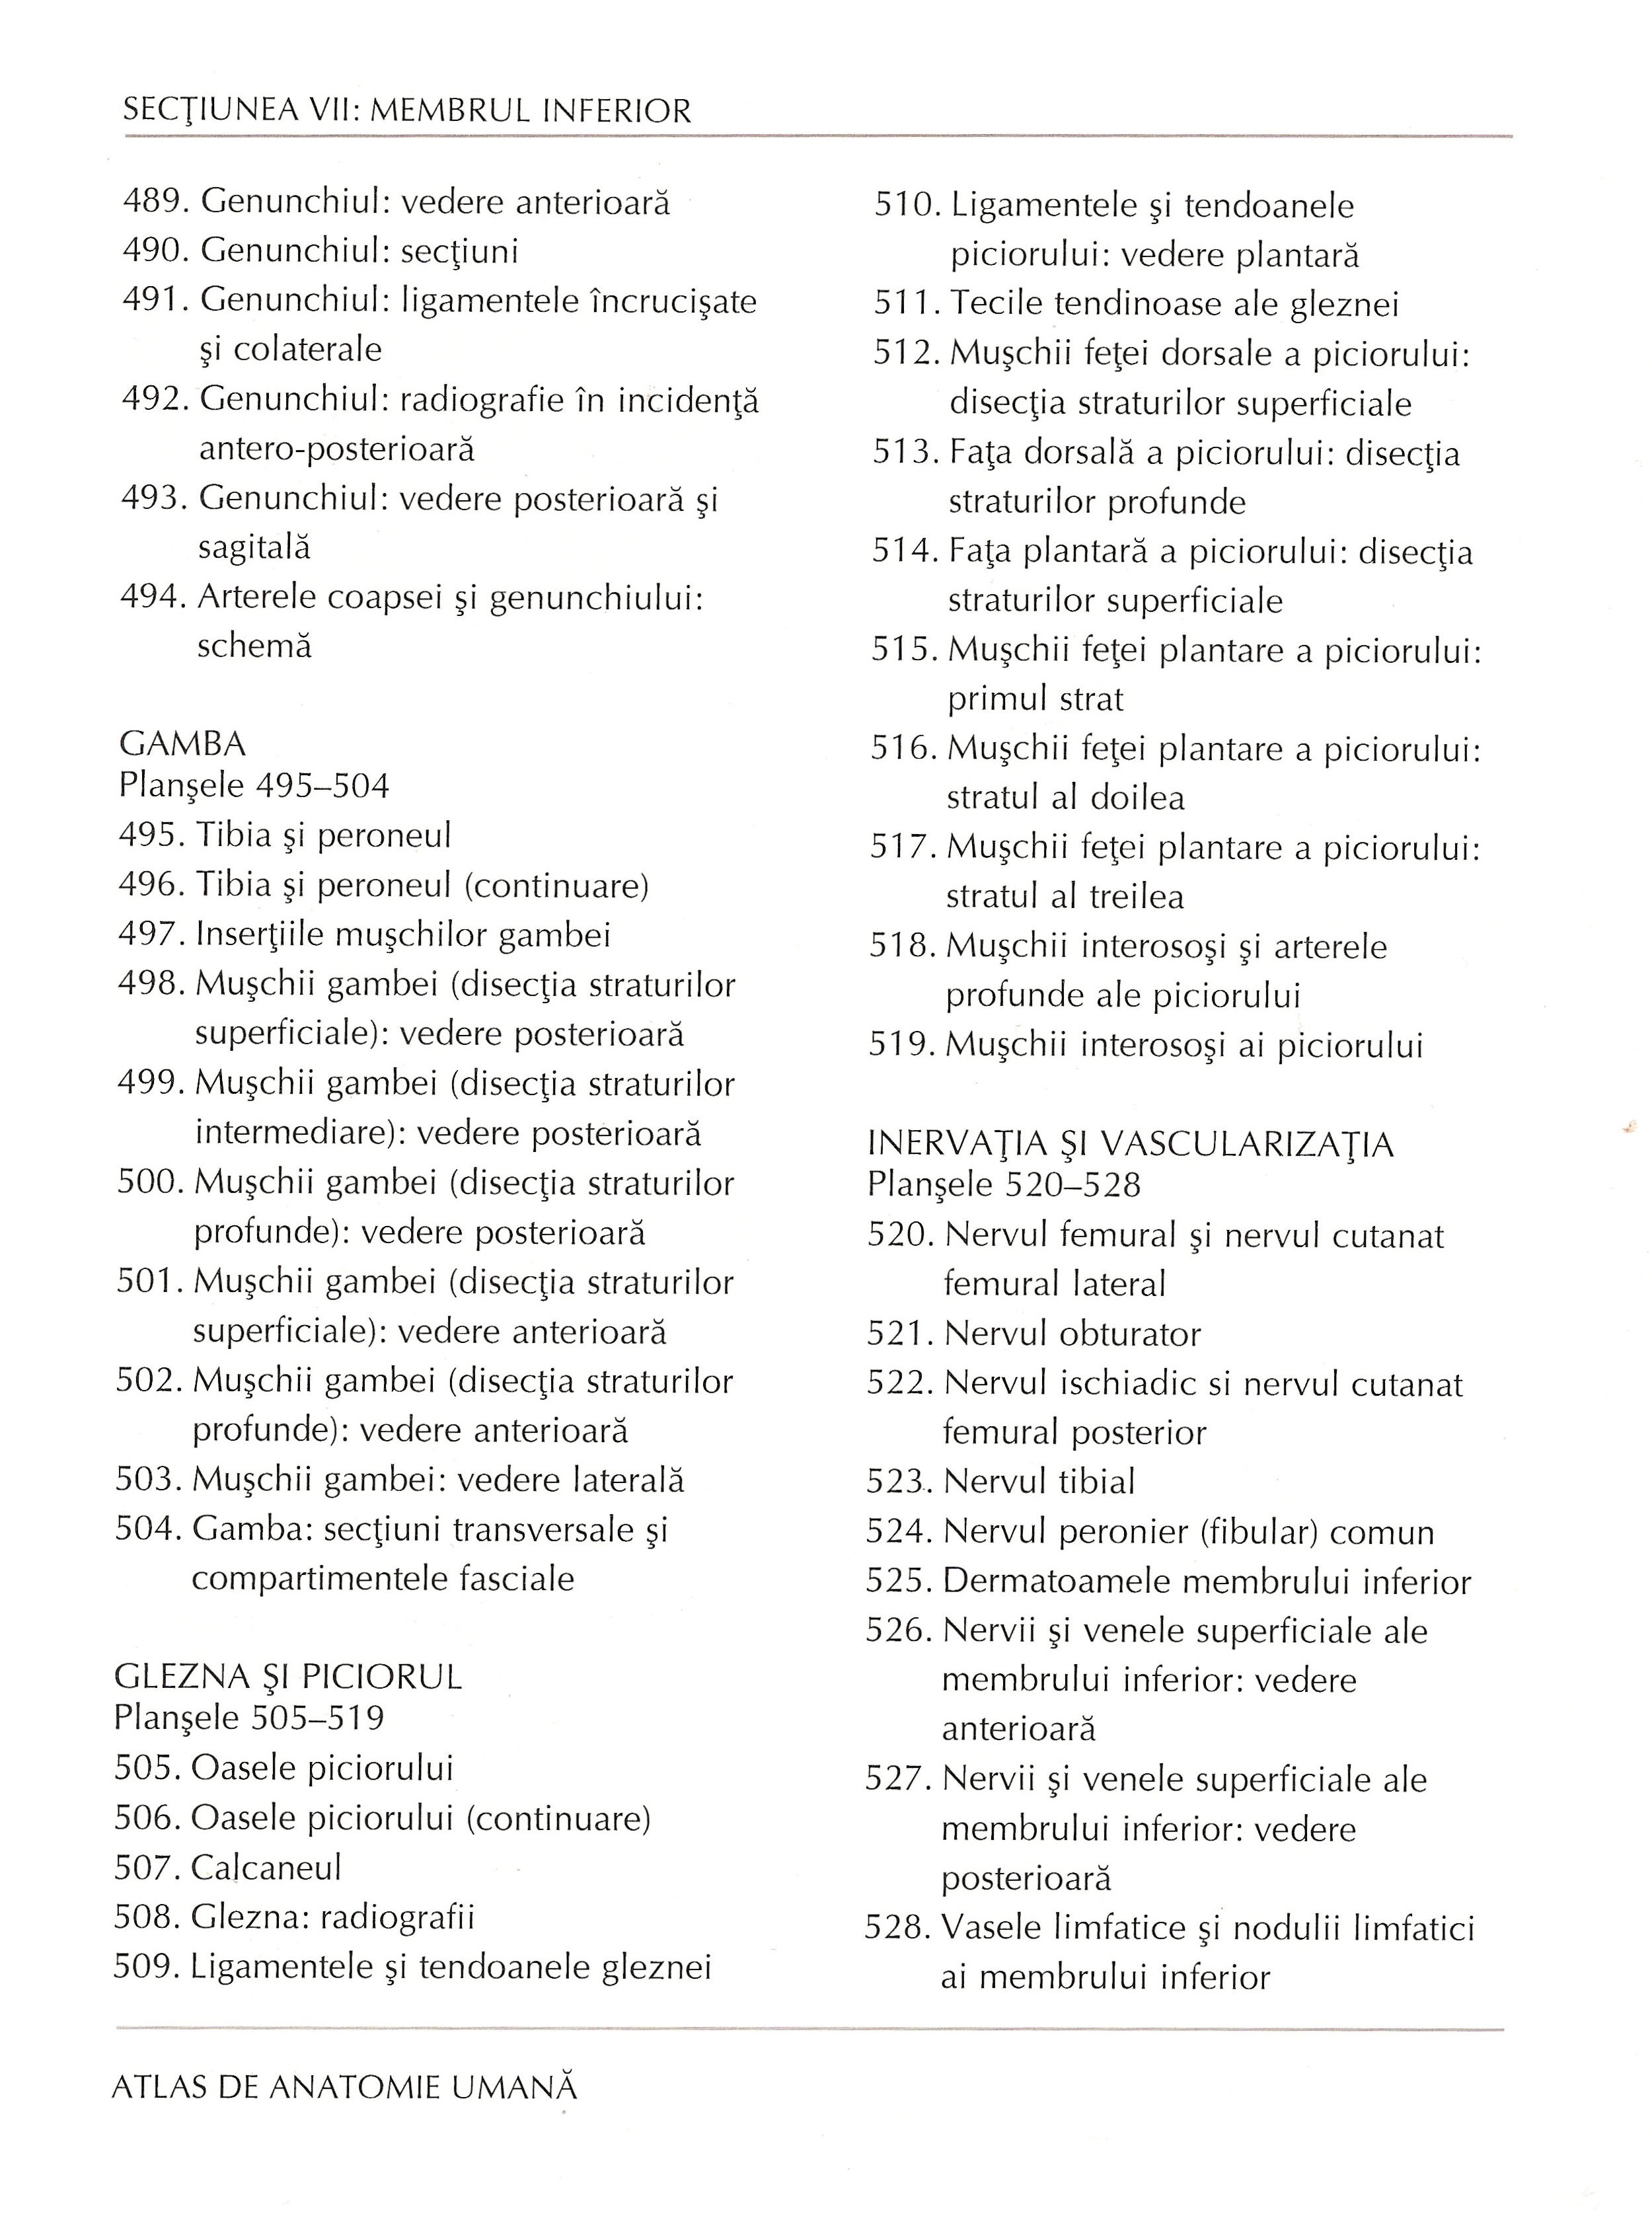 SECŢIUNEA VII: MEMBRUL INFERIOR
489. Genunchiul: vedere anterioară
490. Genunchiul: secţiuni
491. Genunchiul: ligamentele încrucişate
şi colaterale
492. Genunchiul: radiografie în incidenţă
antero-posterioară
493. Genunchiul: vedere posterioară şi
sagitală
494. Arterele coapsei şi genunchiului:
schemă
GAMBA
Planşele 495–504
495. Tibia şi peroneul
496. Tibia şi peroneul (continuare)
497. Inserţiile muşchilor gambei
498. Muşchii gambei (disecţia straturilor
superficiale): vedere posterioară
499. Muşchii gambei (disecţia straturilor
intermediare): vedere posterioară
500. Muşchii gambei (disecţia straturilor
profunde): vedere posterioară
501. Muşchii gambei (disecţia straturilor
superficiale): vedere anterioară
502. Muşchii gambei (disecţia straturilor
profunde): vedere anterioară
503. Muşchii gambei: vedere laterală
504. Gamba: secţiuni transversale şi
compartimentele fasciale
GLEZNA ŞI PICIORUL
Planşele 505–519
505. Oasele piciorului
506. Oasele piciorului (continuare)
507. Calcaneul
508. Glezna: radiografii
509. Ligamentele şi tendoanele gleznei
510. Ligamentele şi tendoanele
piciorului: vedere plantară
511. Tecile tendinoase ale gleznei
512. Muşchii feţei dorsale a piciorului:
disecţia straturilor superficiale
513. Faţa dorsală a piciorului: disecţia
straturilor profunde
514. Faţa plantară a piciorului: disecţia
straturilor superficiale
515. Muşchii feţei plantare a piciorului:
primul strat
516. Muşchii feţei plantare a piciorului:
stratul al doilea
517. Muşchii feţei plantare a piciorului:
stratul al treilea
518. Muşchii interosoşi şi arterele
profunde ale piciorului
519. Muşchii interosoşi ai piciorului
INERVAŢIA ŞI VASCULARIZAŢIA
Planşele 520–528
520. Nervul femural şi nervul cutanat
femural lateral
521. Nervul obturator
522. Nervul ischiadic si nervul cutanat
femural posterior
523. Nervul tibial
524. Nervul peronier (fibular) comun
525. Dermatoamele membrului inferior
526. Nervii şi venele superficiale ale
membrului inferior: vedere
anterioară
527. Nervii şi venele superficiale ale
membrului inferior: vedere
posterioară
528. Vasele limfatice şi nodulii limfatici
ai membrului inferior
ATLAS DE ANATOMIE UMANĂ